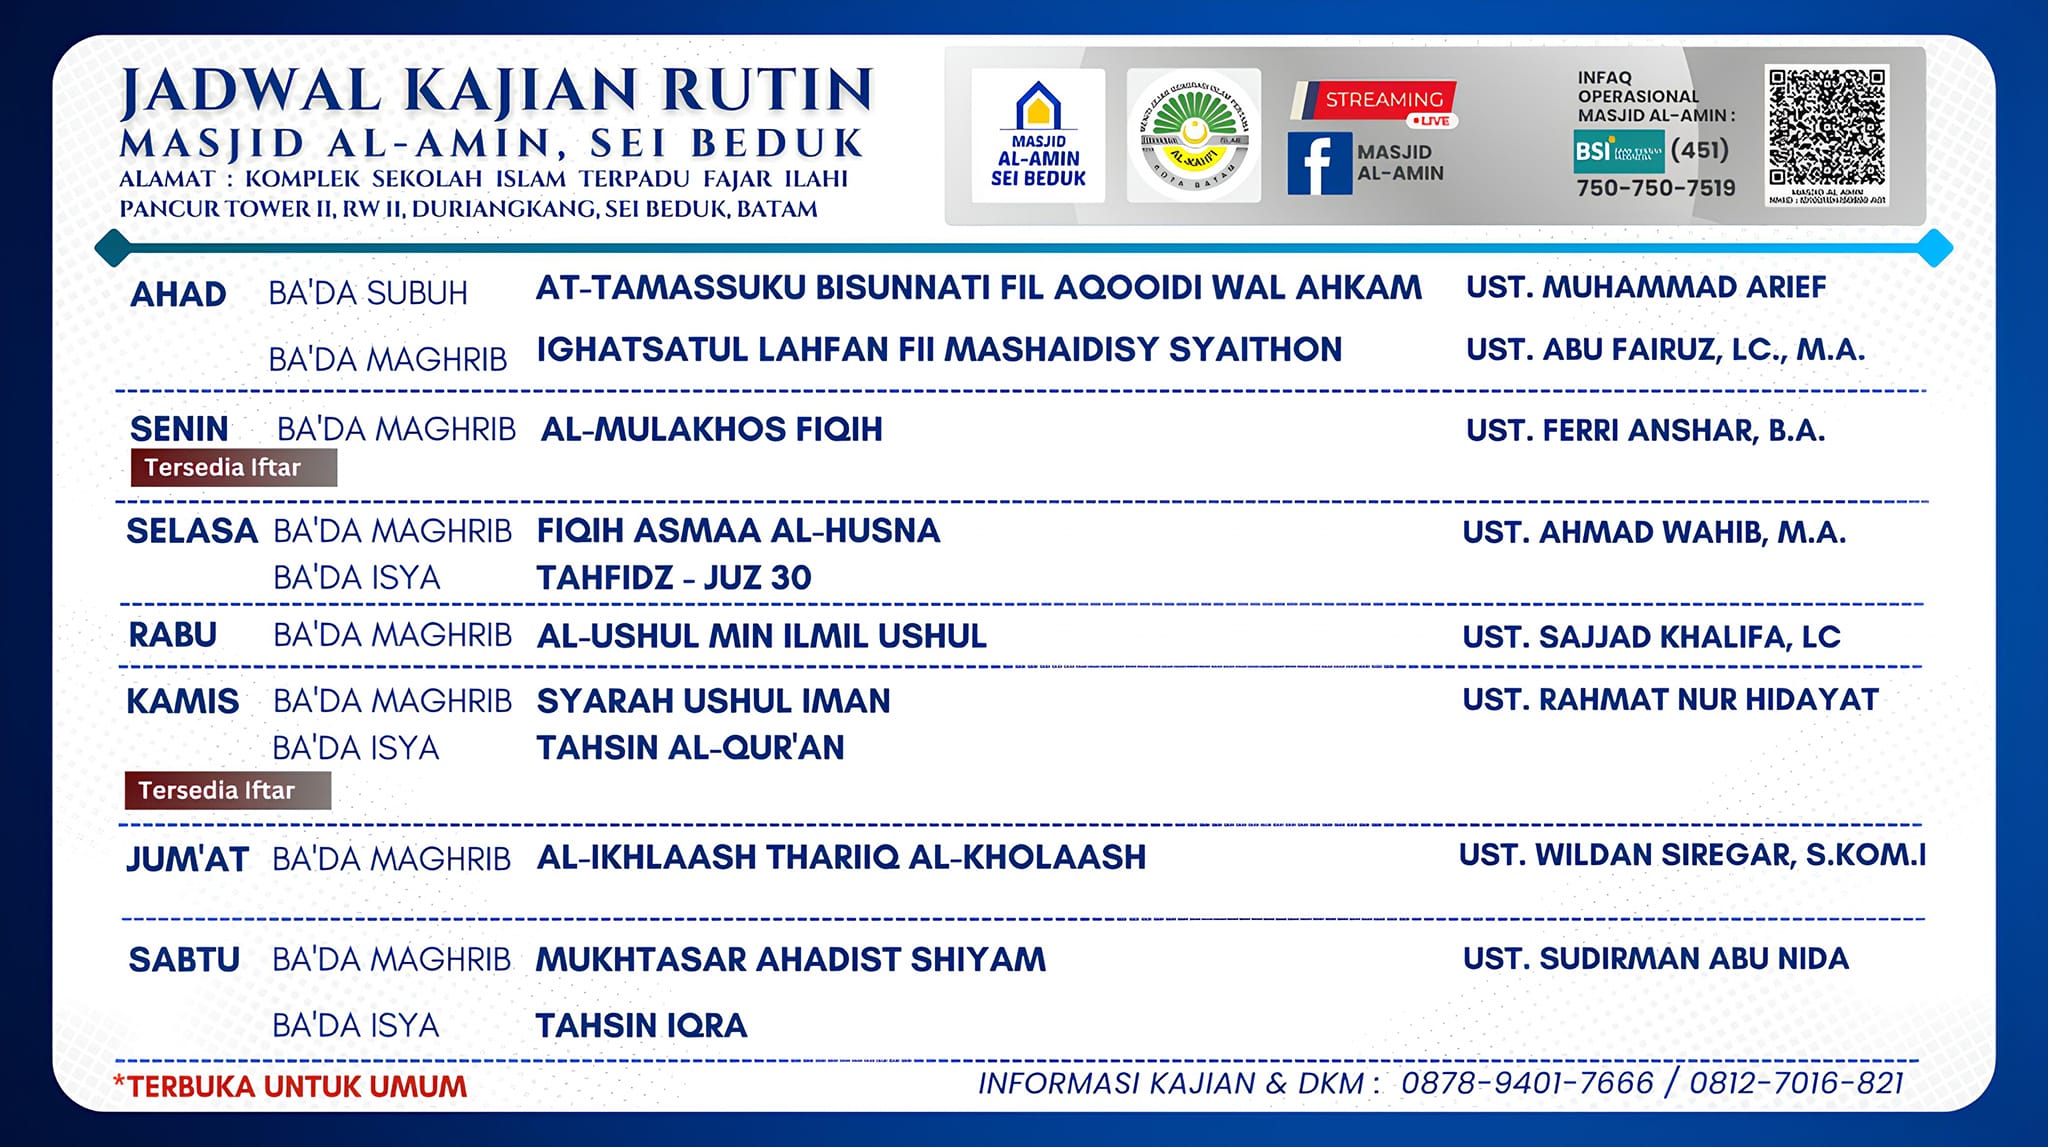 JADWAL KAJIAN RUTIN
MASJID AL-AMIN, SEI BEDUK
ALAMAT : KOMPLEK SEKOLAH ISLAM TERPADU FAJAR ILAHI
PANCUR TOWER II, RW II, DURIANGKANG, SEI BEDUK, BATAM
MASJID
AL-AMIN
SEI BEDUK
AL-KAHFI
KOTA BATAM
STREAMING
LIVE
MASJID
AL-AMIN
INFAQ
OPERASIONAL
MASJID AL-AMIN :
BSI (451)
750-750-7519
AHAD BA'DA SUBUH AT-TAMASSUKU BISUNNATI FIL AQOOIDI WAL AHKAM UST. MUHAMMAD ARIEF
BA'DA MAGHRIB IGHATSATUL LAHFAN FII MASHAIDISY SYAITHON UST. ABU FAIRUZ, LC., M.A.
SENIN BA'DA MAGHRIB AL-MULAKHOS FIQIH UST. FERRI ANSHAR, B.A.
Tersedia Iftar
SELASA BA'DA MAGHRIB FIQIH ASMAA AL-HUSNA UST. AHMAD WAHIB, M.A.
BA'DA ISYA TAHFIDZ - JUZ 30
RABU BA'DA MAGHRIB AL-USHUL MIN ILMIL USHUL UST. SAJJAD KHALIFA, LC
KAMIS BA'DA MAGHRIB SYARAH USHUL IMAN UST. RAHMAT NUR HIDAYAT
BA'DA ISYA TAHSIN AL-QUR'AN
Tersedia Iftar
JUM'AT BA'DA MAGHRIB AL-IKHLAASH THARIIQ AL-KHOLAASH UST. WILDAN SIREGAR, S.KOM.I
SABTU BA'DA MAGHRIB MUKHTASAR AHADIST SHIYAM UST. SUDIRMAN ABU NIDA
BA'DA ISYA TAHSIN IQRA
*TERBUKA UNTUK UMUM
INFORMASI KAJIAN & DKM : 0878-9401-7666 / 0812-7016-821